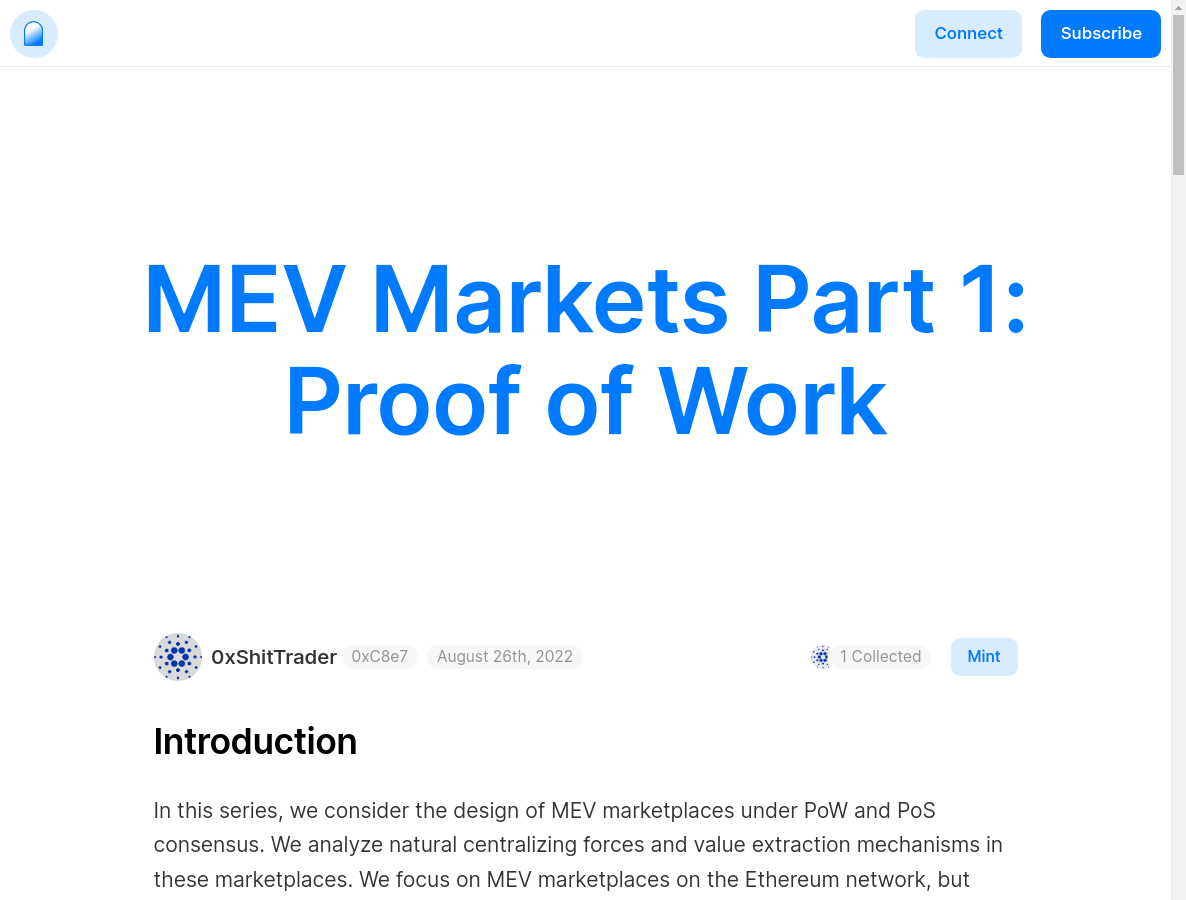 Connect
Subscribe
MEV Markets Part 1:
Proof of Work
0xShitTrader 0xC8e7 August 26th, 2022 1 Collected Mint
Introduction
In this series, we consider the design of MEV marketplaces under PoW and PoS
consensus. We analyze natural centralizing forces and value extraction mechanisms in
these marketplaces. We focus on MEV marketplaces on the Ethereum network, but